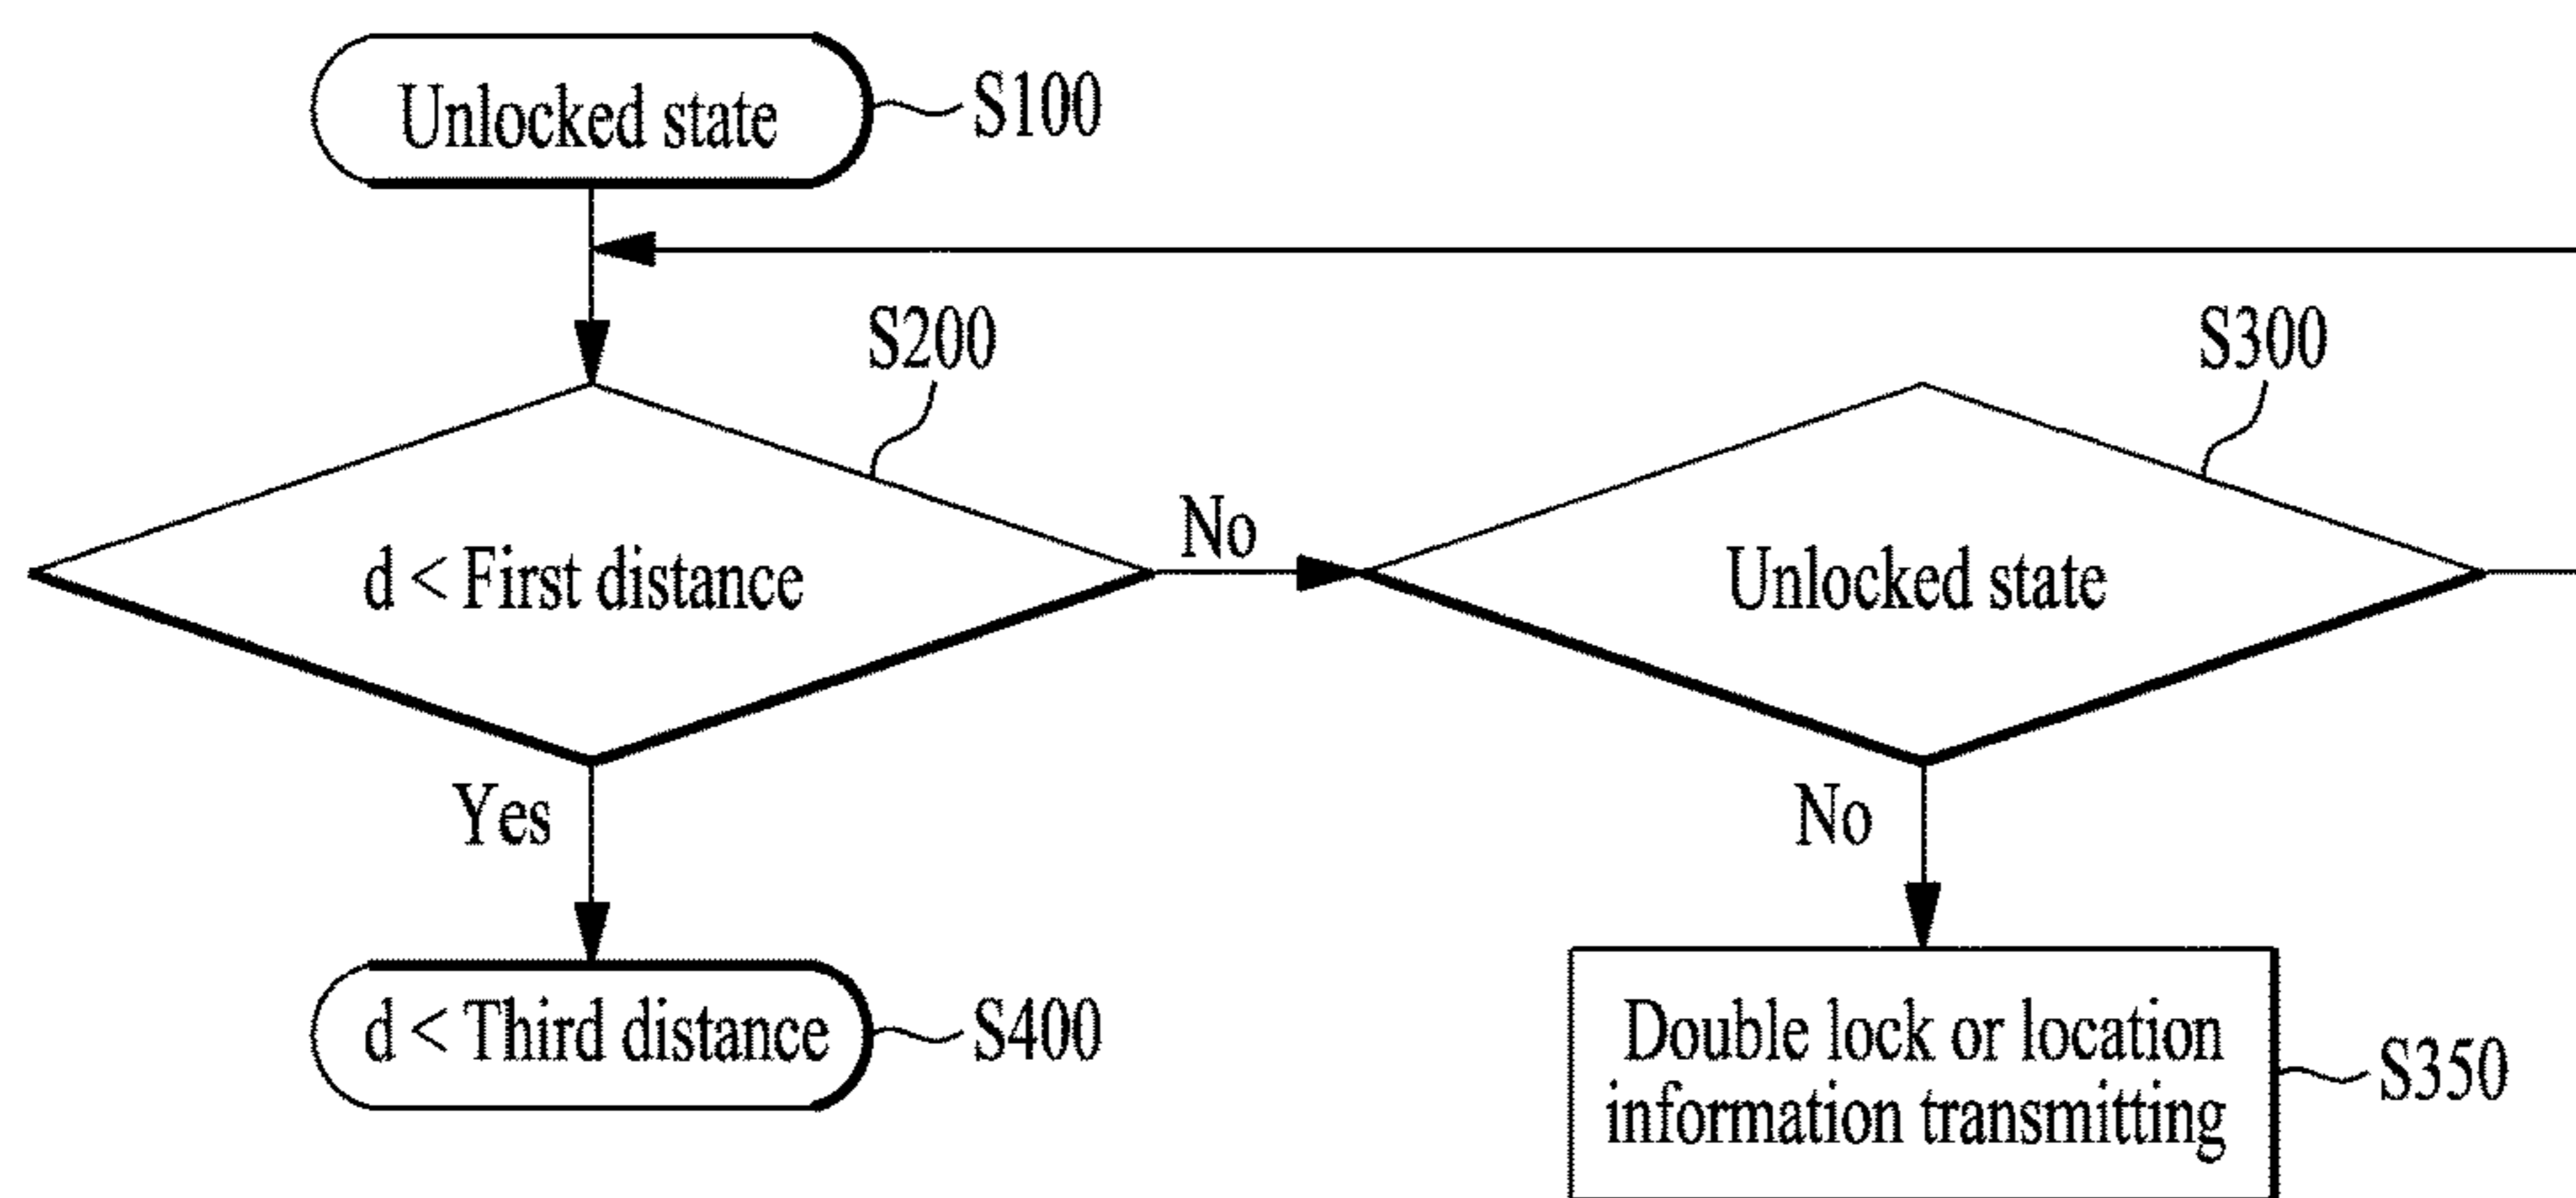 Unlocked state
S100
S200
S300
d < First distance
No
Unlocked state
Yes
No
d < Third distance
S400
Double lock or location
information transmitting
S350